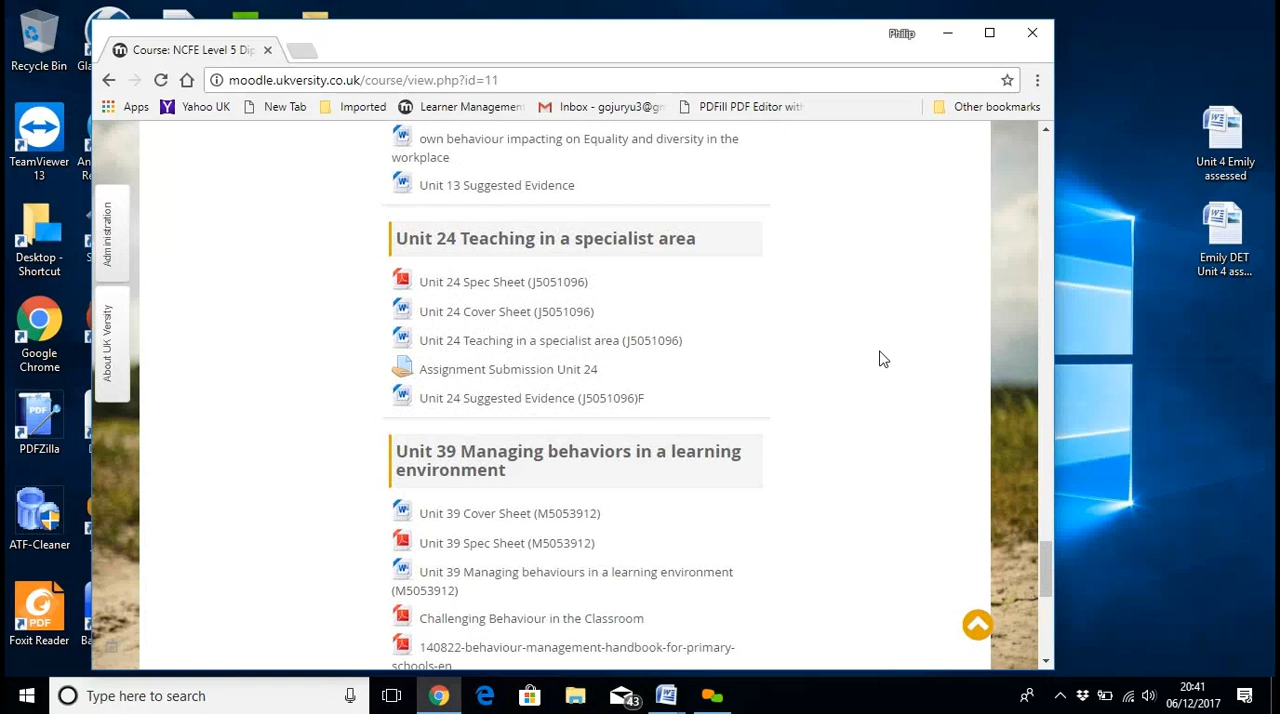 Recycle Bin
TeamViewer
13
Desktop -
Shortcut
Google
Chrome
PDFZilla
ATF-Cleaner
Foxit Reader
Philip
Course: NCFE Level 5 Dip
moodle.ukversity.co.uk/course/view.php?id=11
Apps
Yahoo UK
New Tab
Imported
Learner Management
Inbox - gojuryu3@gm
PDFill PDF Editor with
Other bookmarks
Administration
About UK Versity
own behaviour impacting on Equality and diversity in the
workplace
Unit 13 Suggested Evidence
Unit 24 Teaching in a specialist area
Unit 24 Spec Sheet (J5051096)
Unit 24 Cover Sheet (J5051096)
Unit 24 Teaching in a specialist area (J5051096)
Assignment Submission Unit 24
Unit 24 Suggested Evidence (J5051096)F
Unit 39 Managing behaviors in a learning
environment
Unit 39 Cover Sheet (M5053912)
Unit 39 Spec Sheet (M5053912)
Unit 39 Managing behaviours in a learning environment
(M5053912)
Challenging Behaviour in the Classroom
140822-behaviour-management-handbook-for-primary-
schools-en
Unit 4 Emily
assessed
Emily DET
Unit 4 ass...
Type here to search
43
20:41
06/12/2017